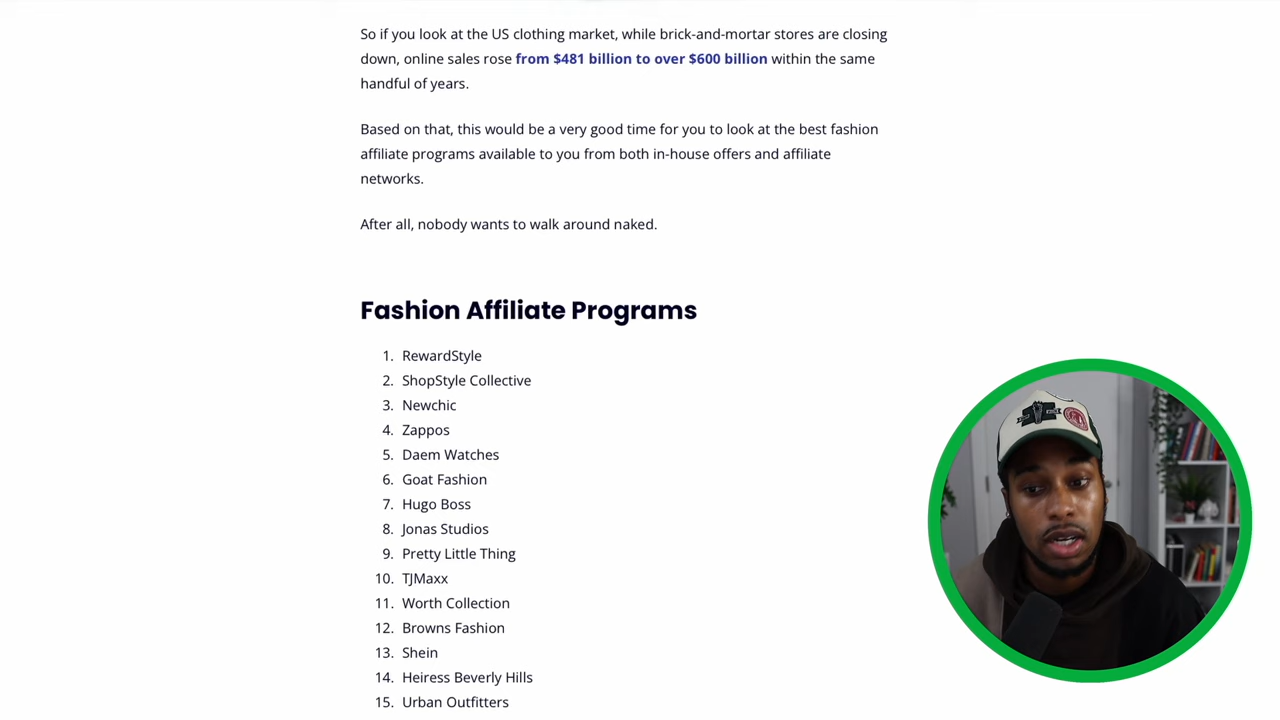 So if you look at the US clothing market, while brick-and-mortar stores are closing
down, online sales rose from $481 billion to over $600 billion within the same
handful of years.
Based on that, this would be a very good time for you to look at the best fashion
affiliate programs available to you from both in-house offers and affiliate
networks.
After all, nobody wants to walk around naked.
Fashion Affiliate Programs
1. RewardStyle
2. ShopStyle Collective
3. Newchic
4. Zappos
5. Daem Watches
6. Goat Fashion
7. Hugo Boss
8. Jonas Studios
9. Pretty Little Thing
10. TJMaxx
11. Worth Collection
12. Browns Fashion
13. Shein
14. Heiress Beverly Hills
15. Urban Outfitters